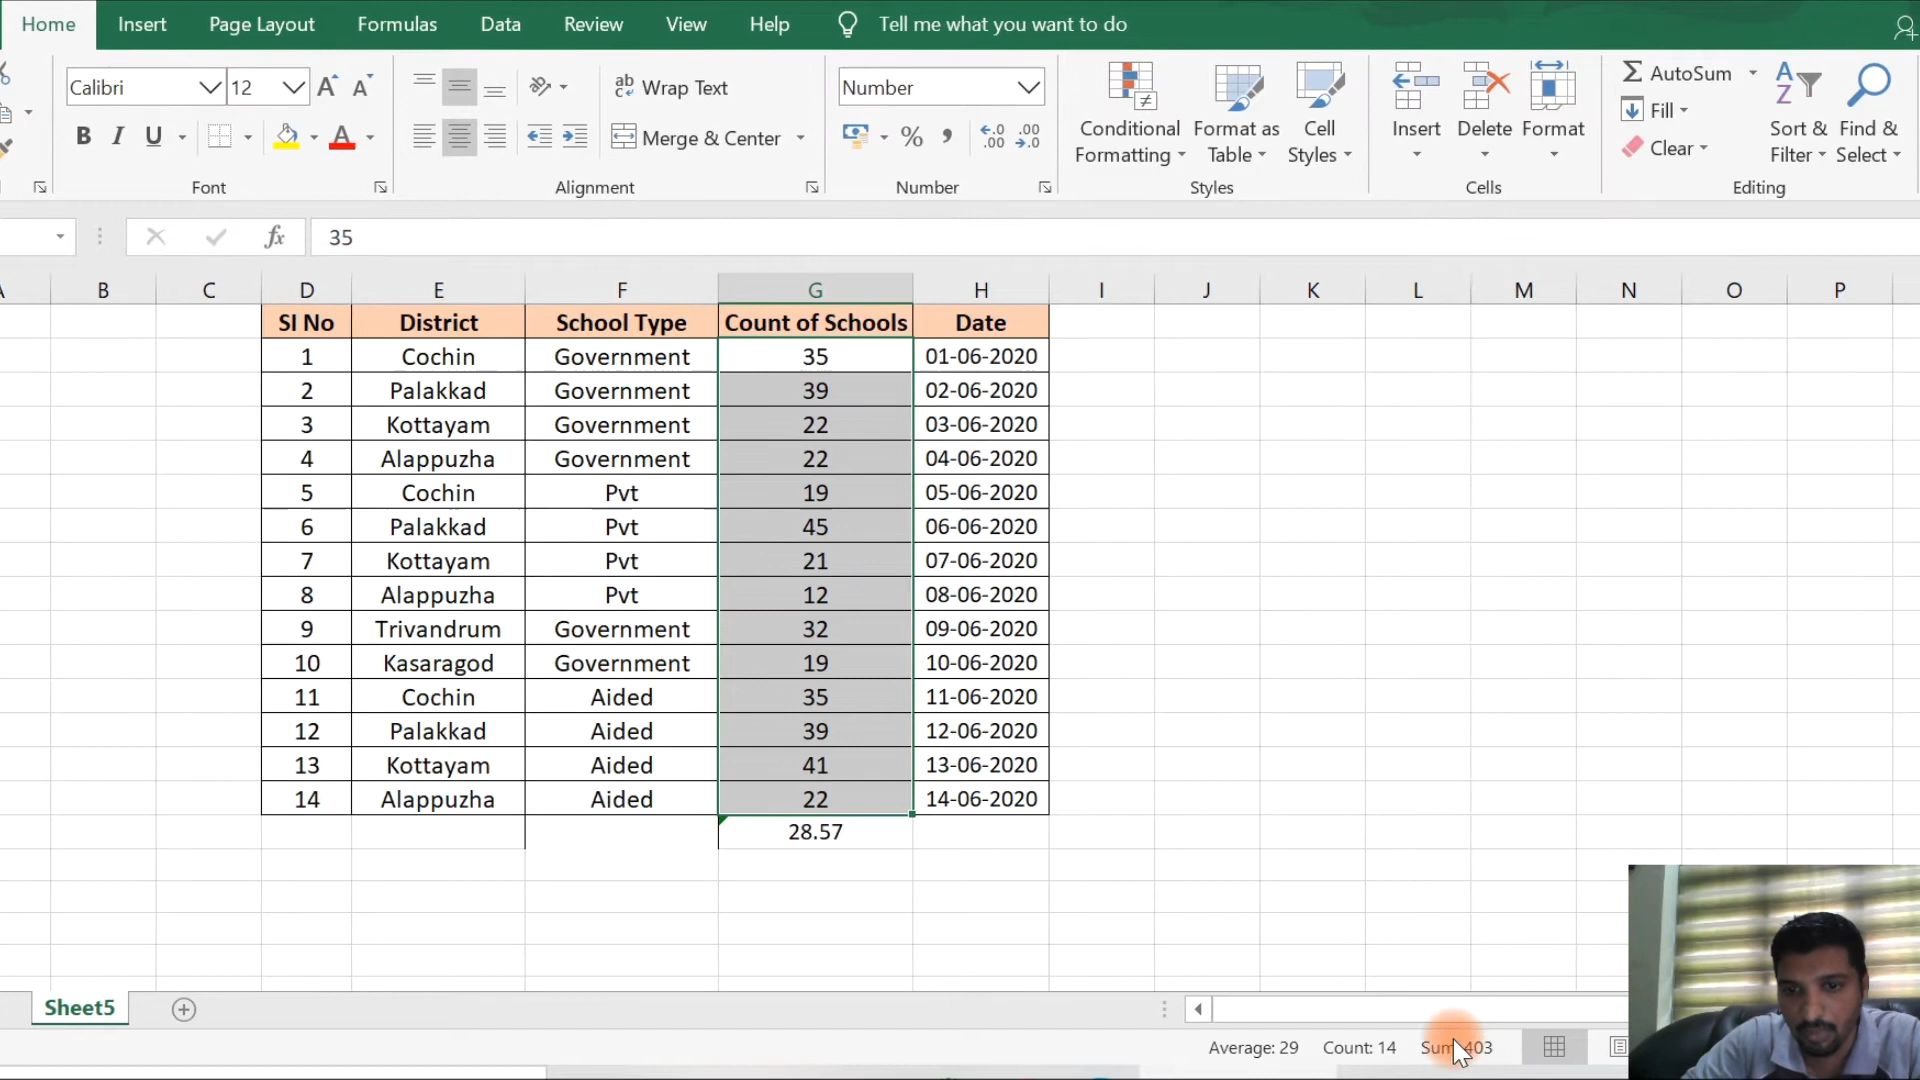 Home Insert Page Layout Formulas Data Review View Help Tell me what you want to do
Calibri 12 Wrap Text Number AutoSum
Fill
B I U Merge & Center % Conditional Formatting Format as Table Cell Styles Insert Delete Format Clear Sort & Filter Find & Select
Font Alignment Number Styles Cells Editing
fx 35
B C D E F G H I J K L M N O P
SI No District School Type Count of Schools Date
1 Cochin Government 35 01-06-2020
2 Palakkad Government 39 02-06-2020
3 Kottayam Government 22 03-06-2020
4 Alappuzha Government 22 04-06-2020
5 Cochin Pvt 19 05-06-2020
6 Palakkad Pvt 45 06-06-2020
7 Kottayam Pvt 21 07-06-2020
8 Alappuzha Pvt 12 08-06-2020
9 Trivandrum Government 32 09-06-2020
10 Kasaragod Government 19 10-06-2020
11 Cochin Aided 35 11-06-2020
12 Palakkad Aided 39 12-06-2020
13 Kottayam Aided 41 13-06-2020
14 Alappuzha Aided 22 14-06-2020
28.57
Sheet5
Average: 29 Count: 14 Sum: 403